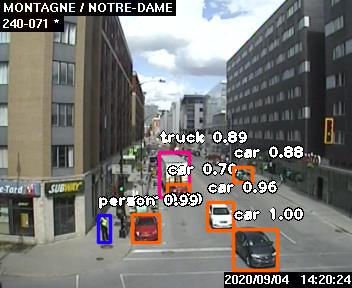 MONTAGNE / NOTRE-DAME
240-071 *
truck 0.89
car 0.88
car 0.70
car 0.96
person 0.99
car 1.00
SUBWAY
2020/09/04 14:20:24